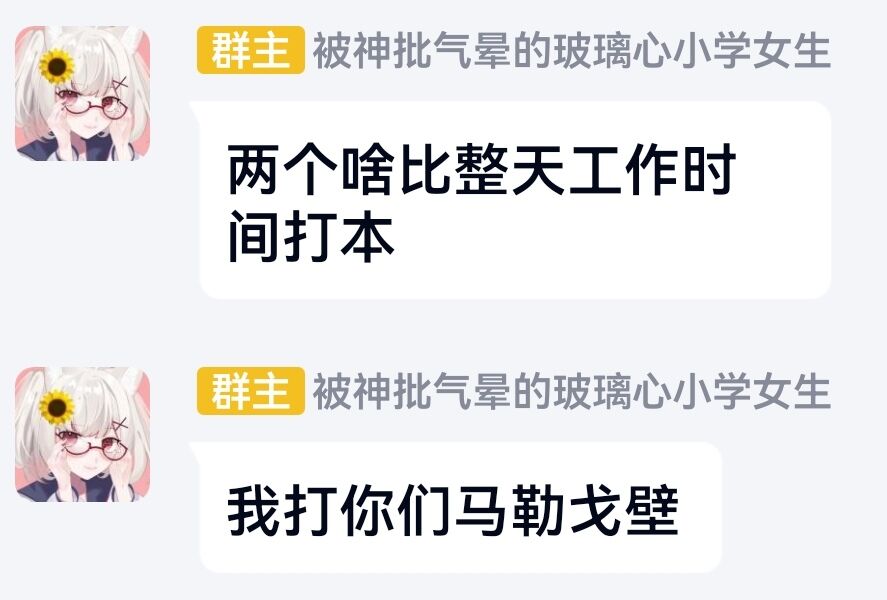 群主 被神批气晕的玻璃心小学女生
两个啥比整天工作时
间打本
群主 被神批气晕的玻璃心小学女生
我打你们马勒戈壁